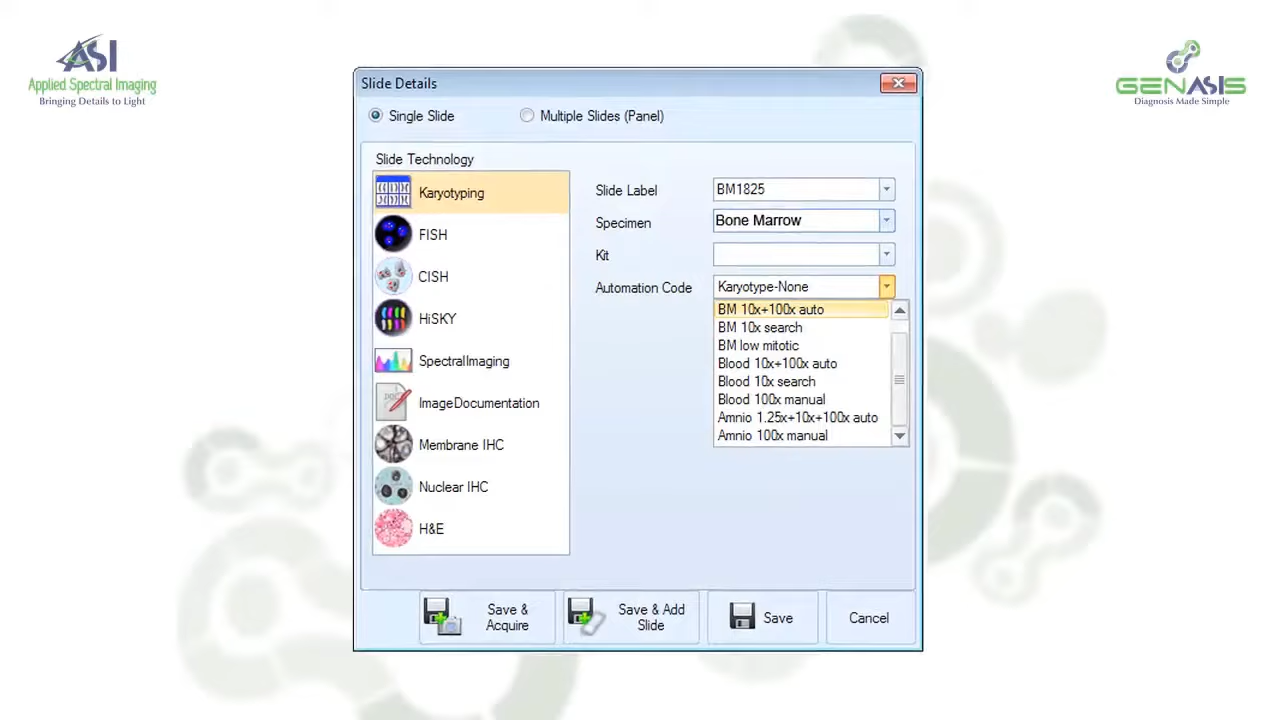 ASI
Applied Spectral Imaging
Bringing Details to Light
GENASIS
Diagnosis Made Simple
Slide Details
Single Slide
Multiple Slides (Panel)
Slide Technology
Karyotyping
FISH
CISH
HiSKY
SpectralImaging
ImageDocumentation
Membrane IHC
Nuclear IHC
H&E
Slide Label BM1825
Specimen Bone Marrow
Kit
Automation Code Karyotype-None
BM 10x+100x auto
BM 10x search
BM low mitotic
Blood 10x+100x auto
Blood 10x search
Blood 100x manual
Amnio 1.25x+10x+100x auto
Amnio 100x manual
Save &
Acquire
Save & Add
Slide
Save
Cancel